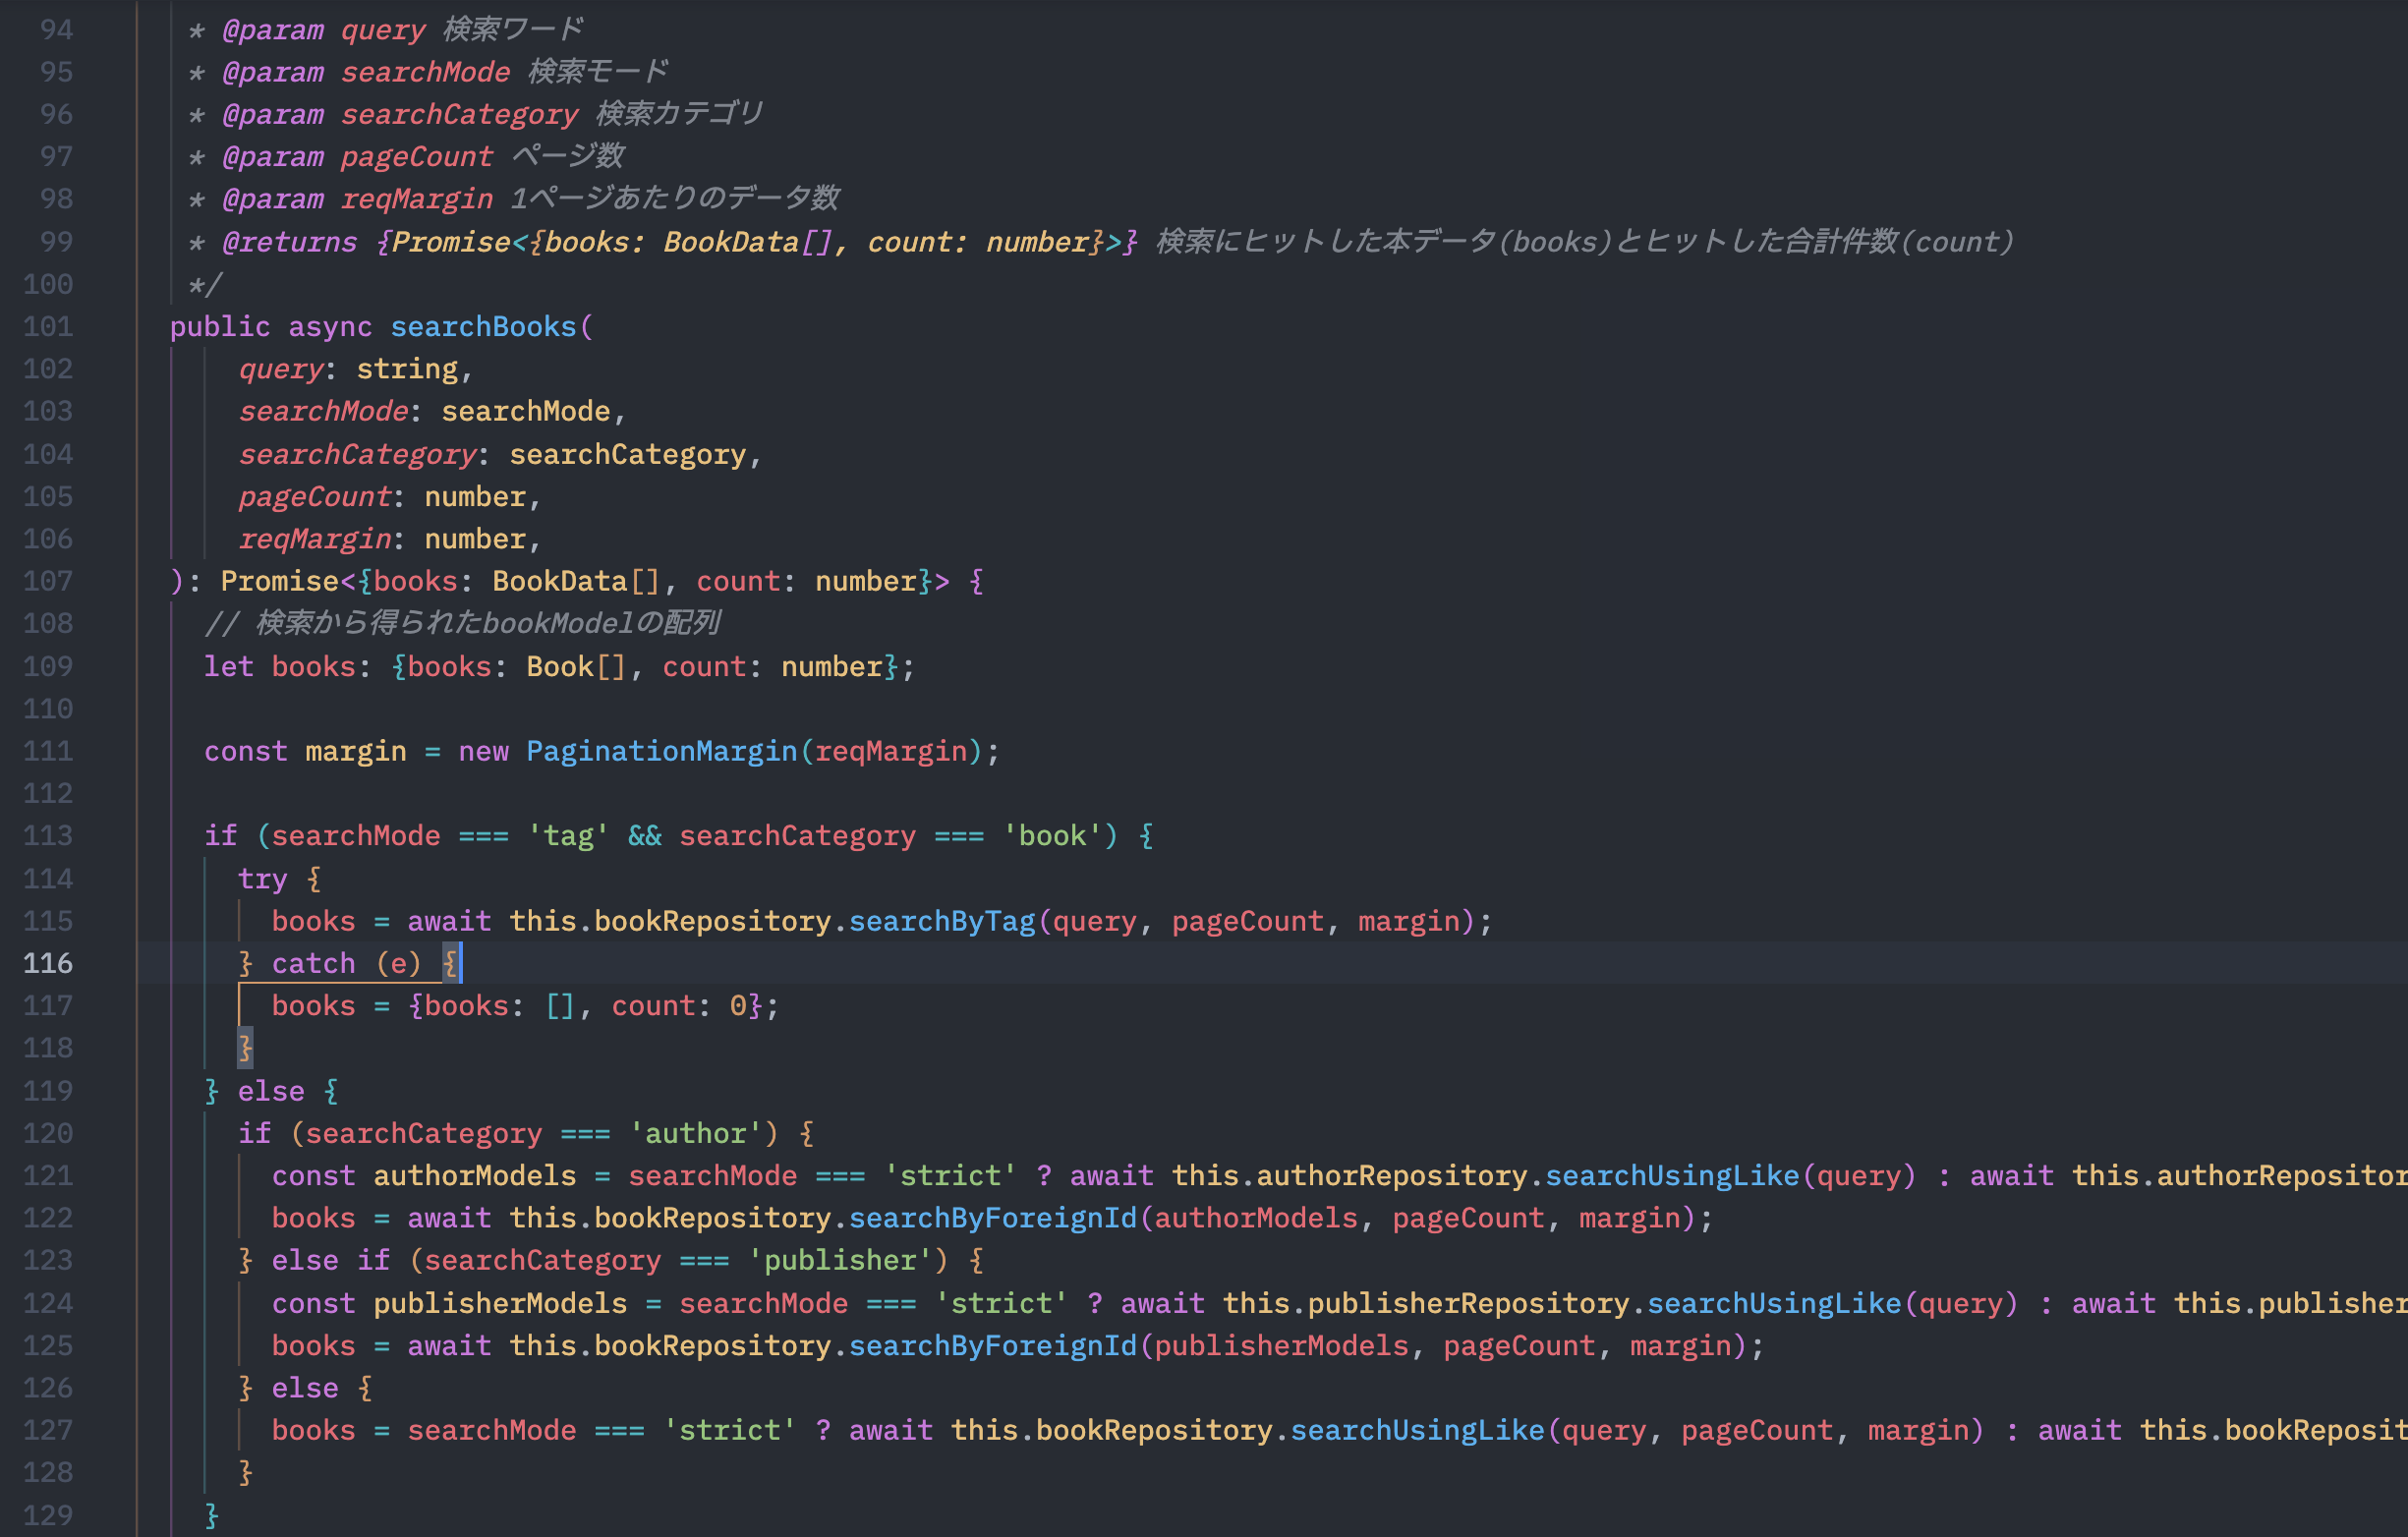 94 * @param query 検索ワード
95 * @param searchMode 検索モード
96 * @param searchCategory 検索カテゴリ
97 * @param pageCount ページ数
98 * @param reqMargin 1ページあたりのデータ数
99 * @returns {Promise<{books: BookData[], count: number}>} 検索にヒットした本データ(books)とヒットした合計件数(count)
100 */
101 public async searchBooks(
102 query: string,
103 searchMode: searchMode,
104 searchCategory: searchCategory,
105 pageCount: number,
106 reqMargin: number,
107 ): Promise<{books: BookData[], count: number}> {
108 // 検索から得られたbookModelの配列
109 let books: {books: Book[], count: number};
110
111 const margin = new PaginationMargin(reqMargin);
112
113 if (searchMode === 'tag' && searchCategory === 'book') {
114 try {
115 books = await this.bookRepository.searchByTag(query, pageCount, margin);
116 } catch (e) {
117 books = {books: [], count: 0};
118 }
119 } else {
120 if (searchCategory === 'author') {
121 const authorModels = searchMode === 'strict' ? await this.authorRepository.searchUsingLike(query) : await this.authorRepositor
122 books = await this.bookRepository.searchByForeignId(authorModels, pageCount, margin);
123 } else if (searchCategory === 'publisher') {
124 const publisherModels = searchMode === 'strict' ? await this.publisherRepository.searchUsingLike(query) : await this.publisher
125 books = await this.bookRepository.searchByForeignId(publisherModels, pageCount, margin);
126 } else {
127 books = searchMode === 'strict' ? await this.bookRepository.searchUsingLike(query, pageCount, margin) : await this.bookReposit
128 }
129 }